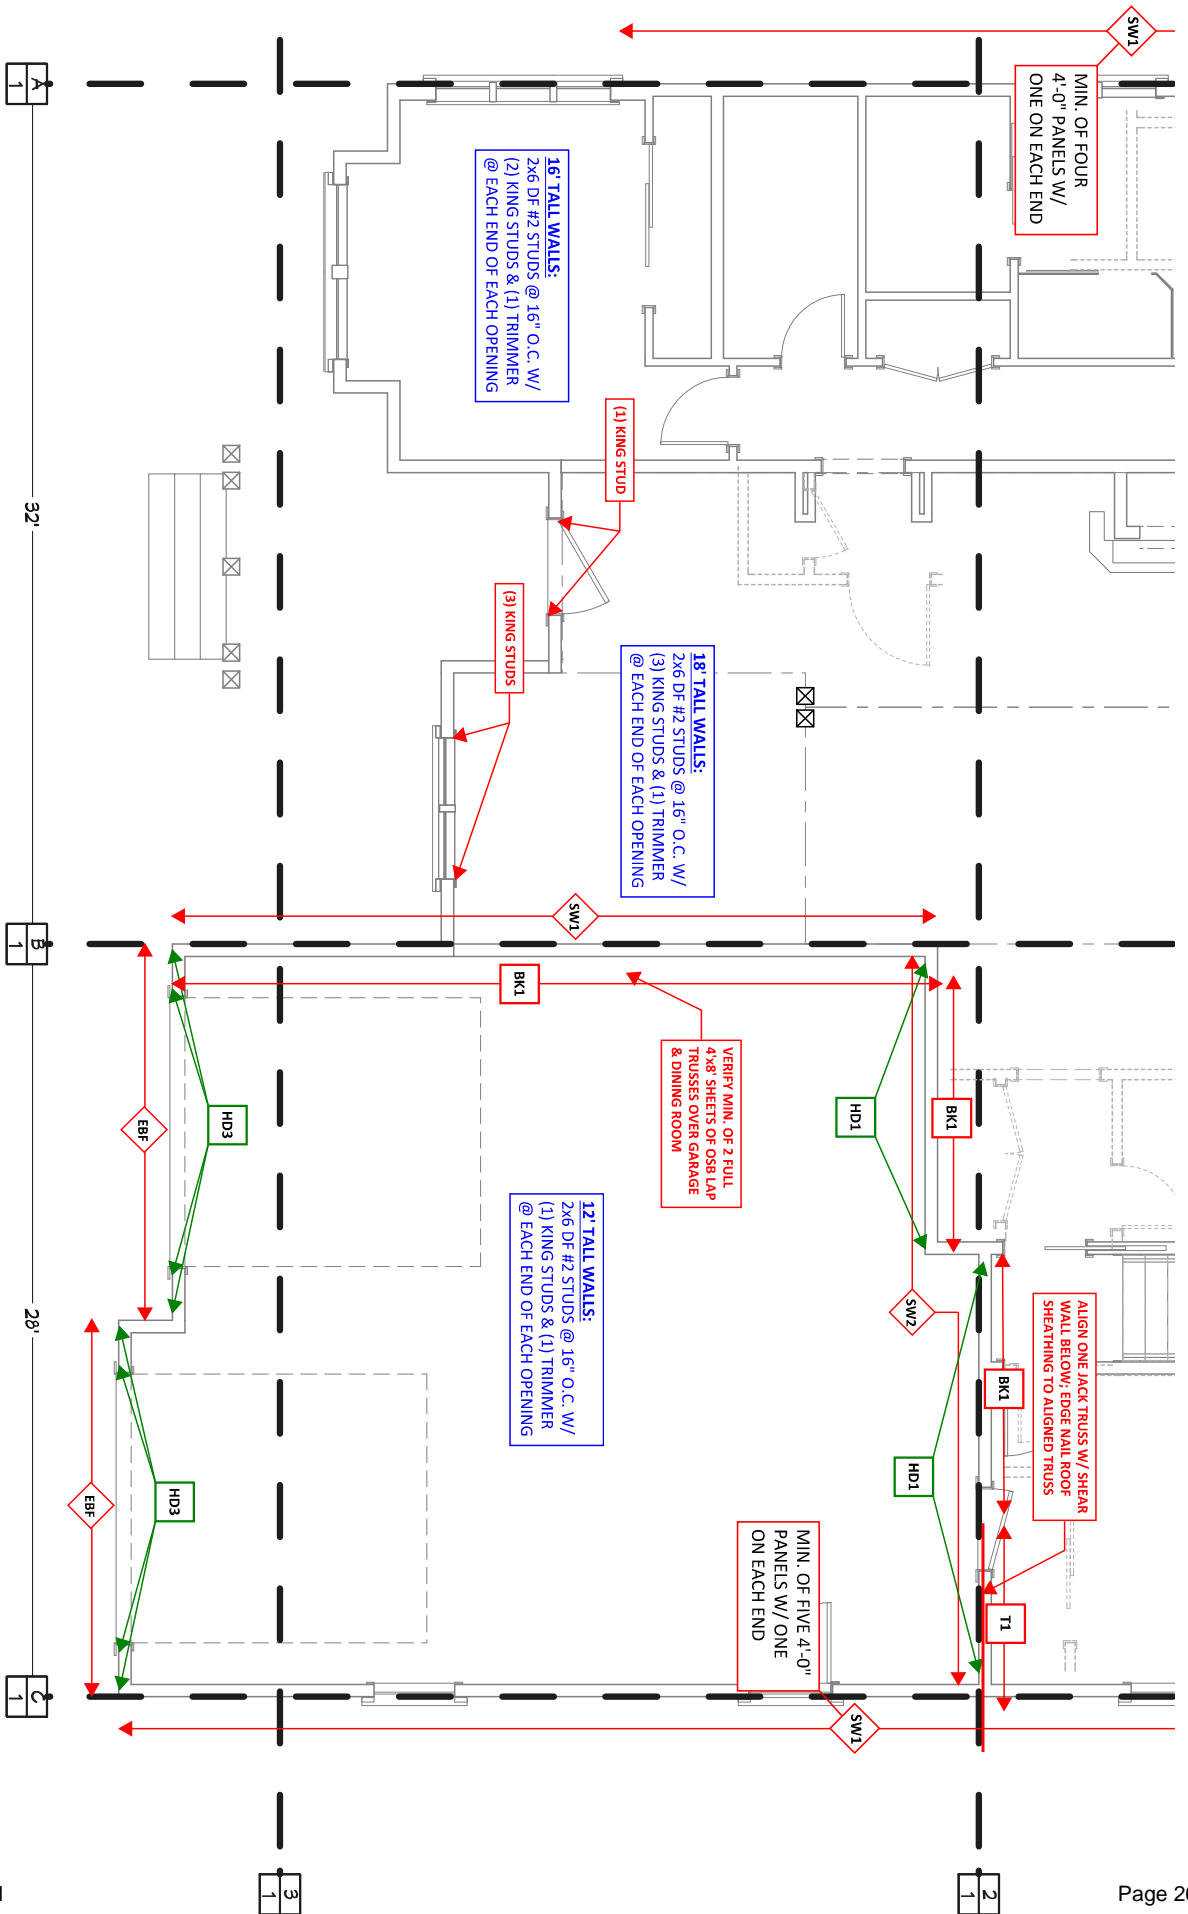 SW1
MIN. OF FOUR
4'-0" PANELS W/
ONE ON EACH END
A
1
16' TALL WALLS:
2x6 DF #2 STUDS @ 16" O.C. W/
(2) KING STUDS & (1) TRIMMER
@ EACH END OF EACH OPENING
(1) KING STUD
32'
(3) KING STUDS
18' TALL WALLS:
2x6 DF #2 STUDS @ 16" O.C. W/
(3) KING STUDS & (1) TRIMMER
@ EACH END OF EACH OPENING
SW1
B
1
BK1
VERIFY MIN. OF 2 FULL
4'x8' SHEETS OF OSB LAP
TRUSSES OVER GARAGE
& DINING ROOM
HD1
BK1
HD3
EBF
12' TALL WALLS:
2x6 DF #2 STUDS @ 16" O.C. W/
(1) KING STUDS & (1) TRIMMER
@ EACH END OF EACH OPENING
SW2
28'
ALIGN ONE JACK TRUSS W/ SHEAR
WALL BELOW; EDGE NAIL ROOF
SHEATHING TO ALIGNED TRUSS
BK1
HD1
HD3
EBF
MIN. OF FIVE 4'-0"
PANELS W/ ONE
ON EACH END
T1
C
1
SW1
3
1
2
1
Page 20